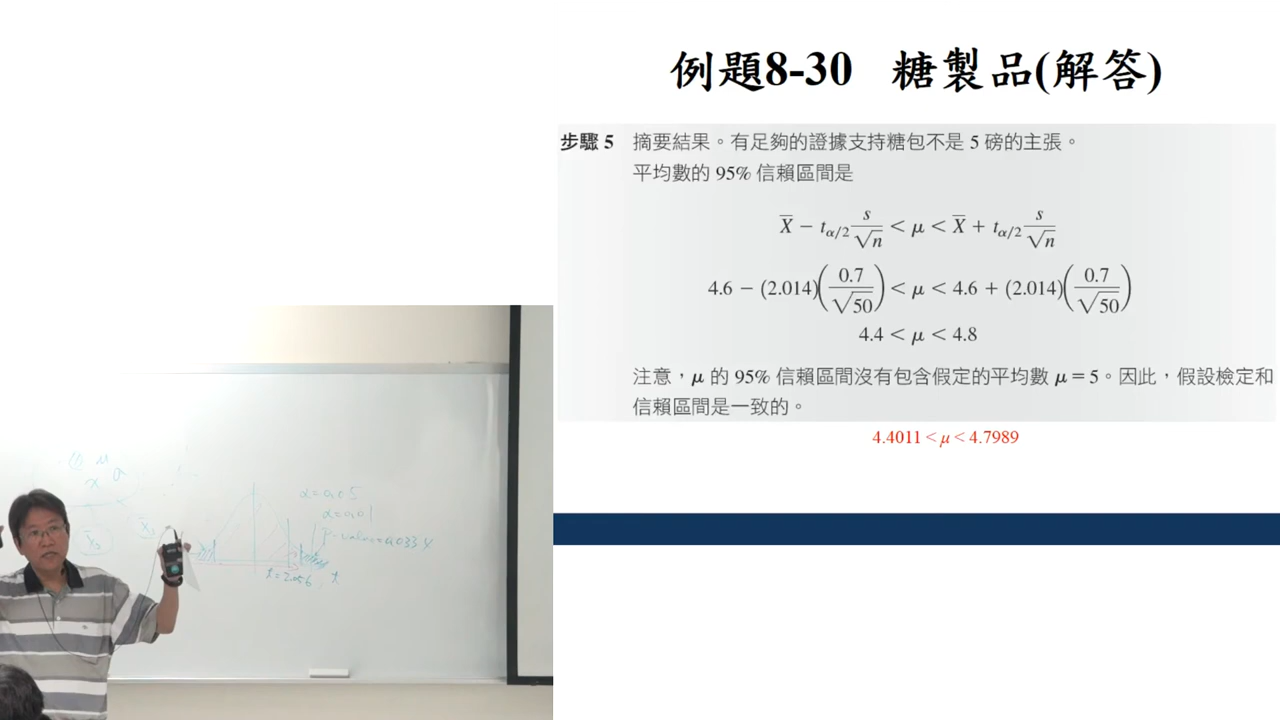 例題8-30 糖製品(解答)
步驟 5 摘要結果。有足夠的證據支持糖包不是 5 磅的主張。
平均數的 95% 信賴區間是
X̄ − t_{α/2} s/√n < μ < X̄ + t_{α/2} s/√n
4.6 − (2.014)(0.7/√50) < μ < 4.6 + (2.014)(0.7/√50)
4.4 < μ < 4.8
注意，μ 的 95% 信賴區間沒有包含假定的平均數 μ = 5。因此，假設檢定和
信賴區間是一致的。
4.4011 < μ < 4.7989
α=0.05
α=0.01
P-value=0.0334
t=2.056
t